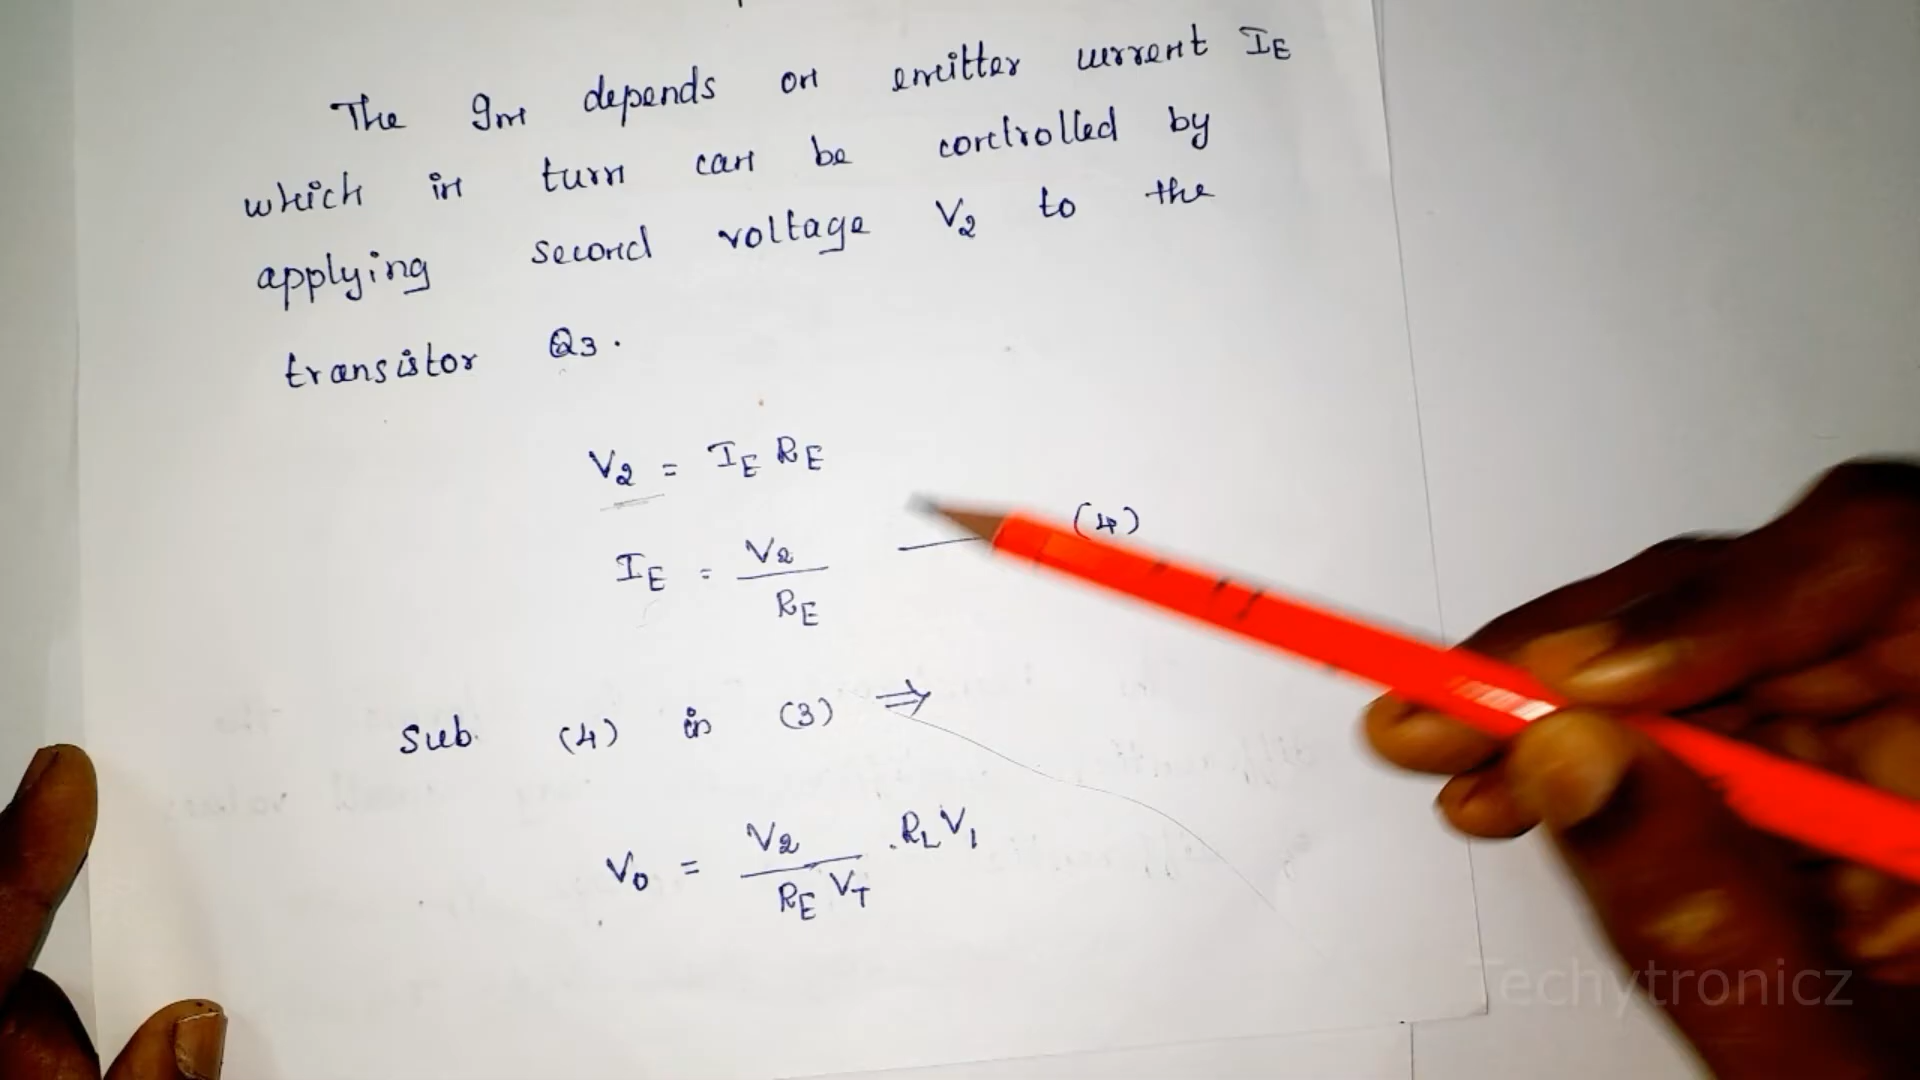 The gm depends on emitter current IE
which in turn can be controlled by
applying second voltage V2 to the
transistor Q3.
V2 = IE RE
IE = V2 / RE — (4)
Sub. (4) in (3) ⇒
V0 = V2 / RE VT . RL V1
Techytronicz